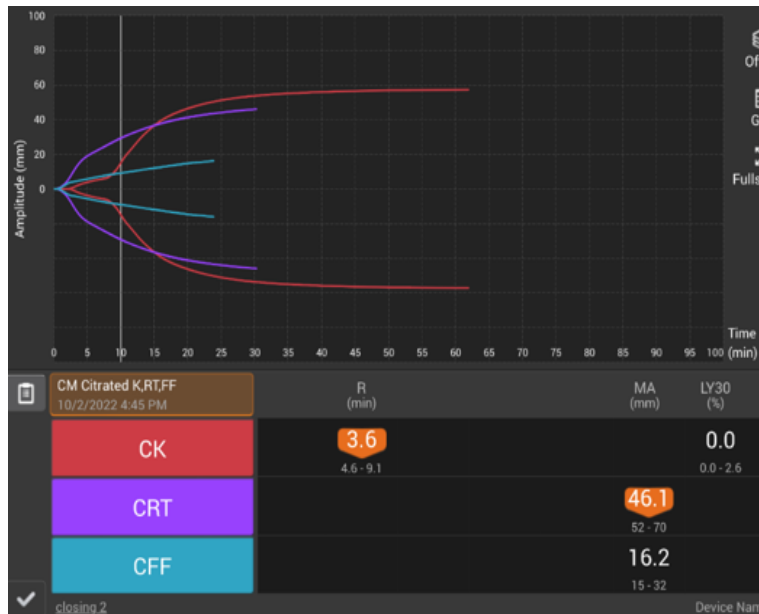 100
80
60
40
20
0
Amplitude (mm)
0 5 10 15 20 25 30 35 40 45 50 55 60 65 70 75 80 85 90 95 100
Time
(min)
CM Citrated K,RT,FF
10/2/2022 4:45 PM
R
(min)
MA
(mm)
LY30
(%)
CK
3.6
4.6 - 9.1
0.0
0.0 - 2.6
CRT
46.1
52 - 70
CFF
16.2
15 - 32
closing 2
Device Nam